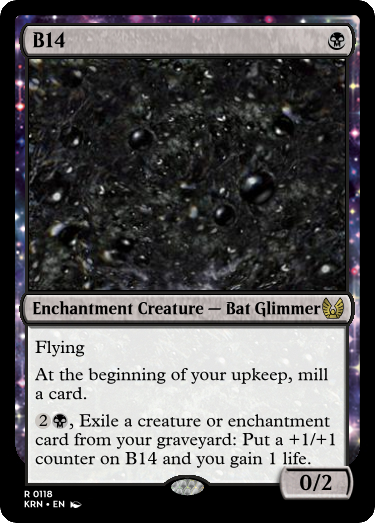 B14
Enchantment Creature — Bat Glimmer
Flying
At the beginning of your upkeep, mill
a card.
2, Exile a creature or enchantment
card from your graveyard: Put a +1/+1
counter on B14 and you gain 1 life.
0/2
R 0118
KRN • EN